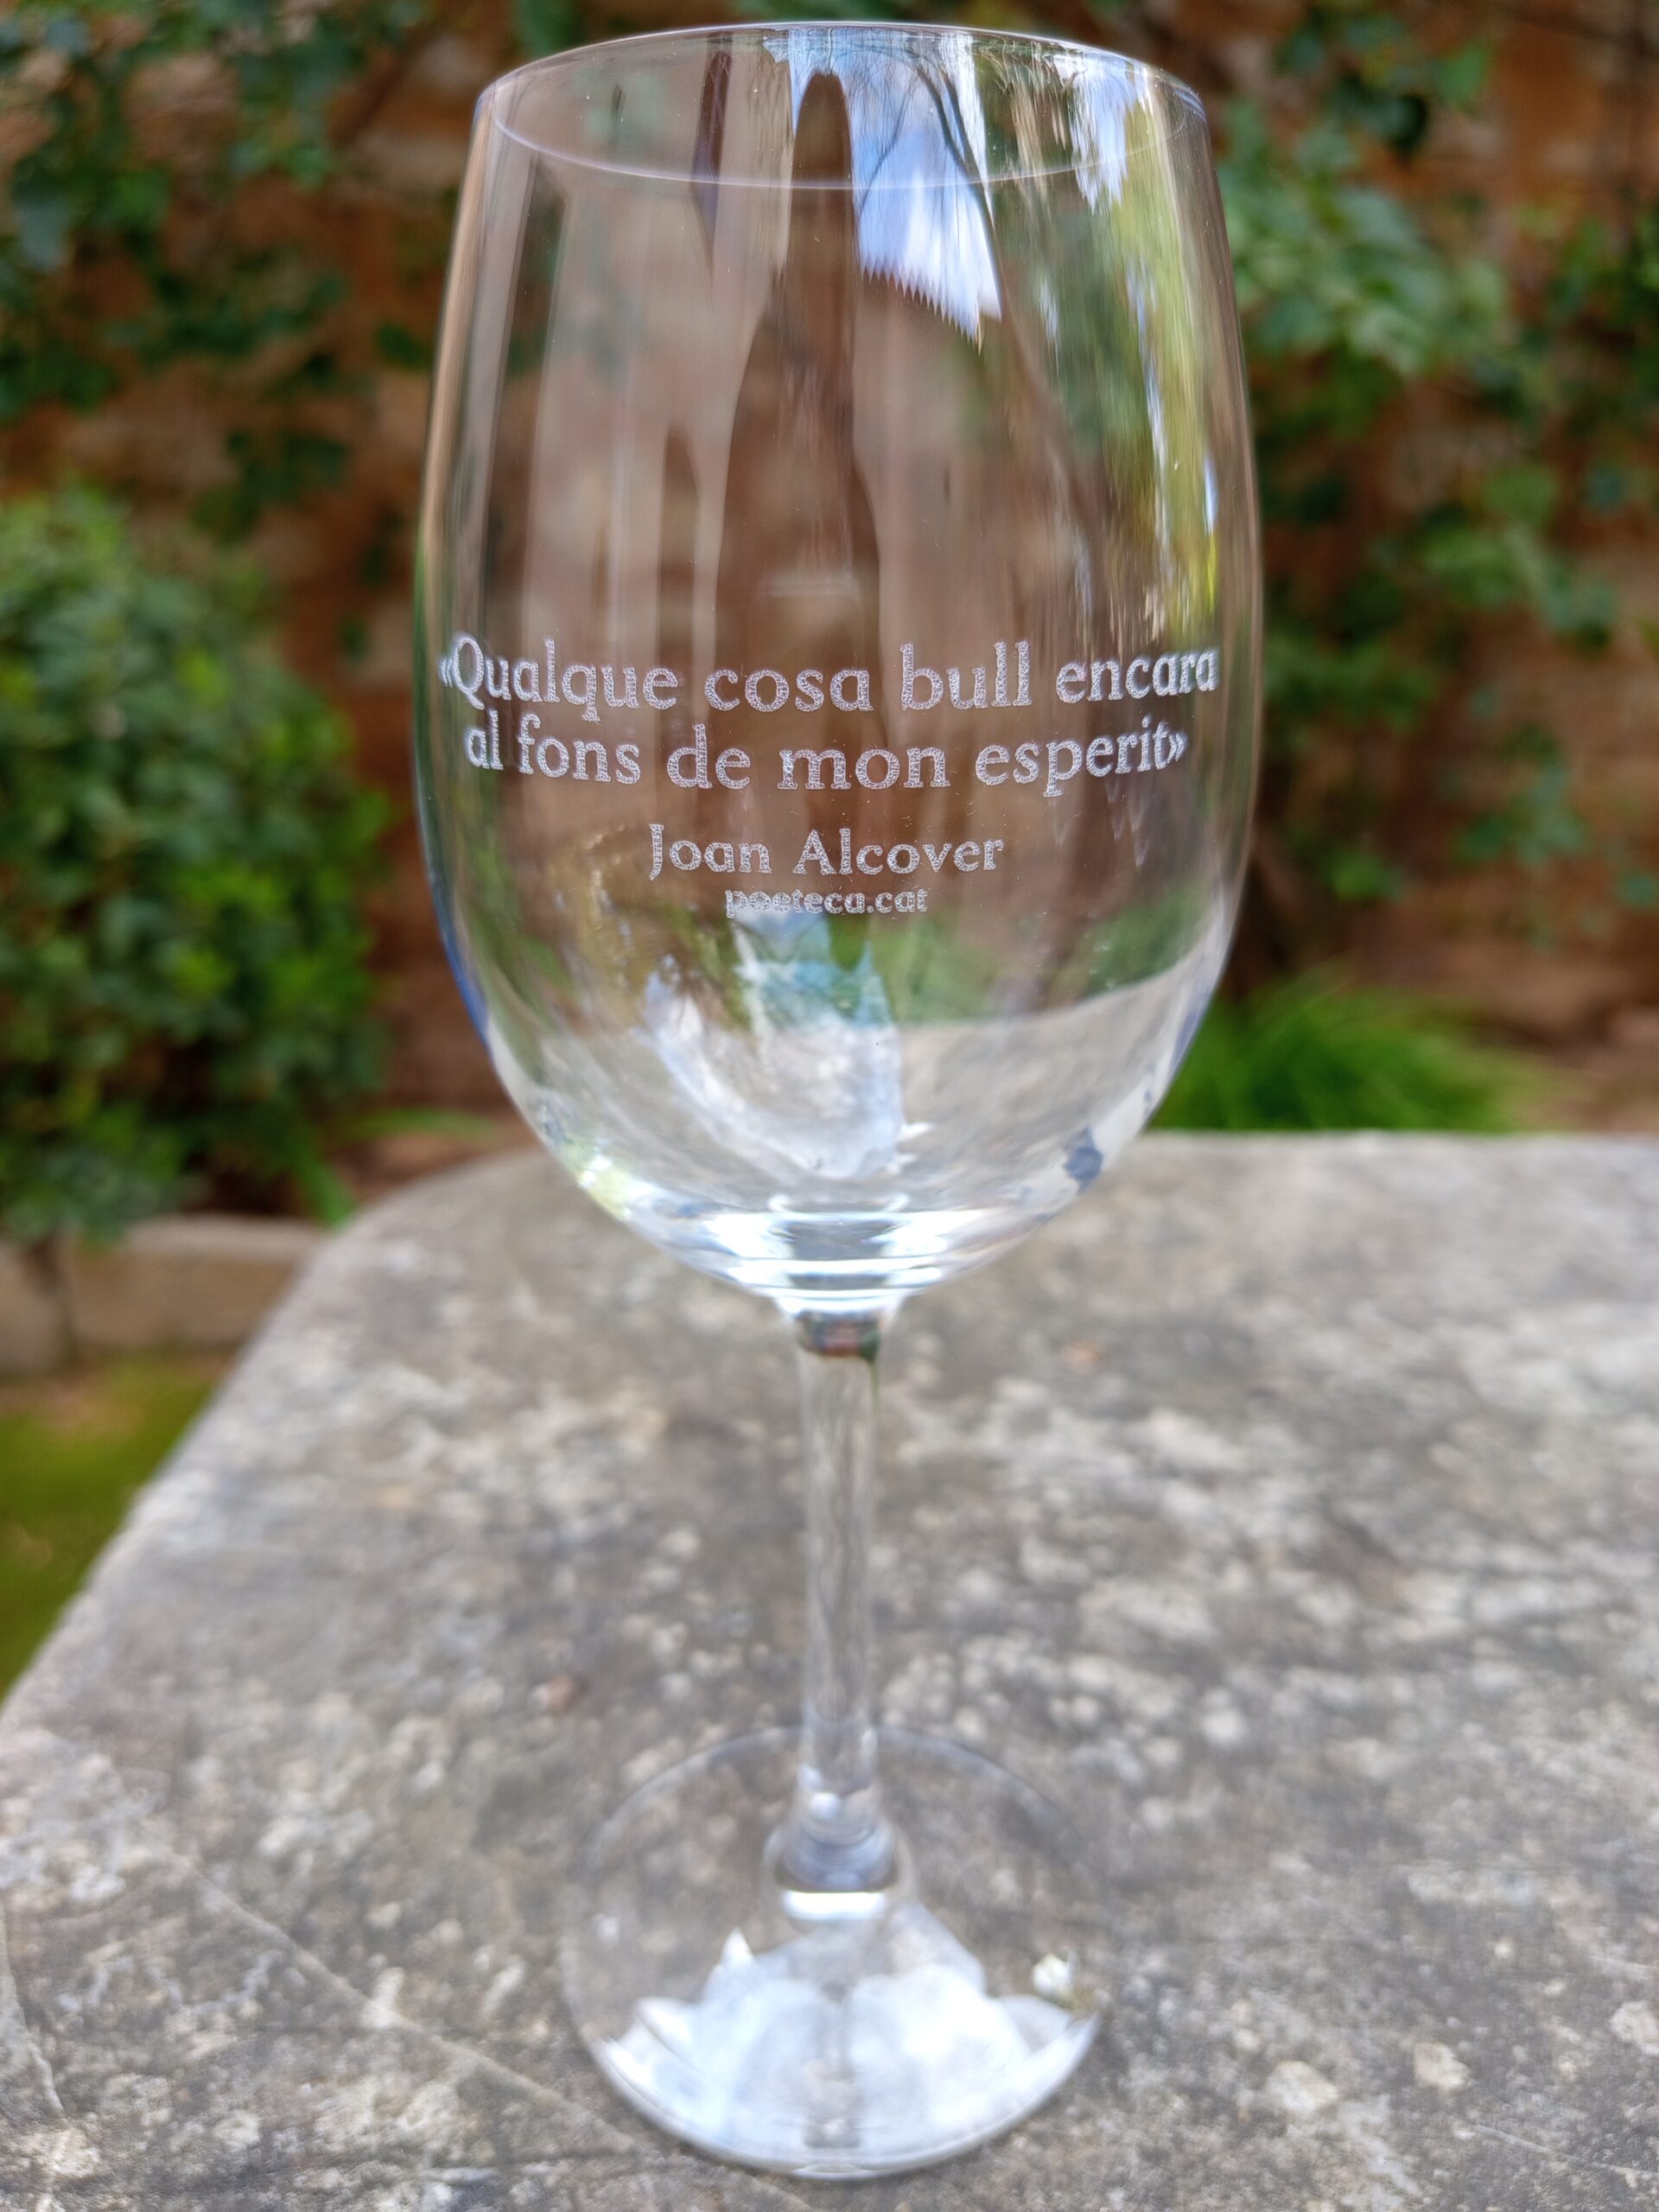 «Qualque cosa bull encara
al fons de mon esperit»
Joan Alcover
poeteca.cat